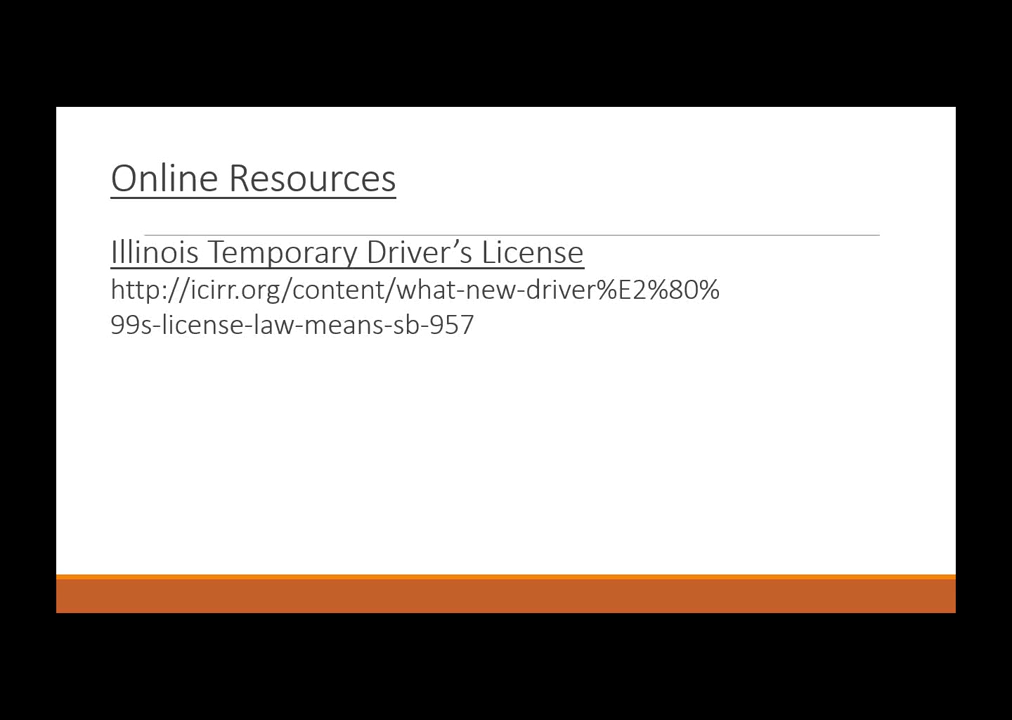 Online Resources
Illinois Temporary Driver’s License
http://icirr.org/content/what-new-driver%E2%80%
99s-license-law-means-sb-957